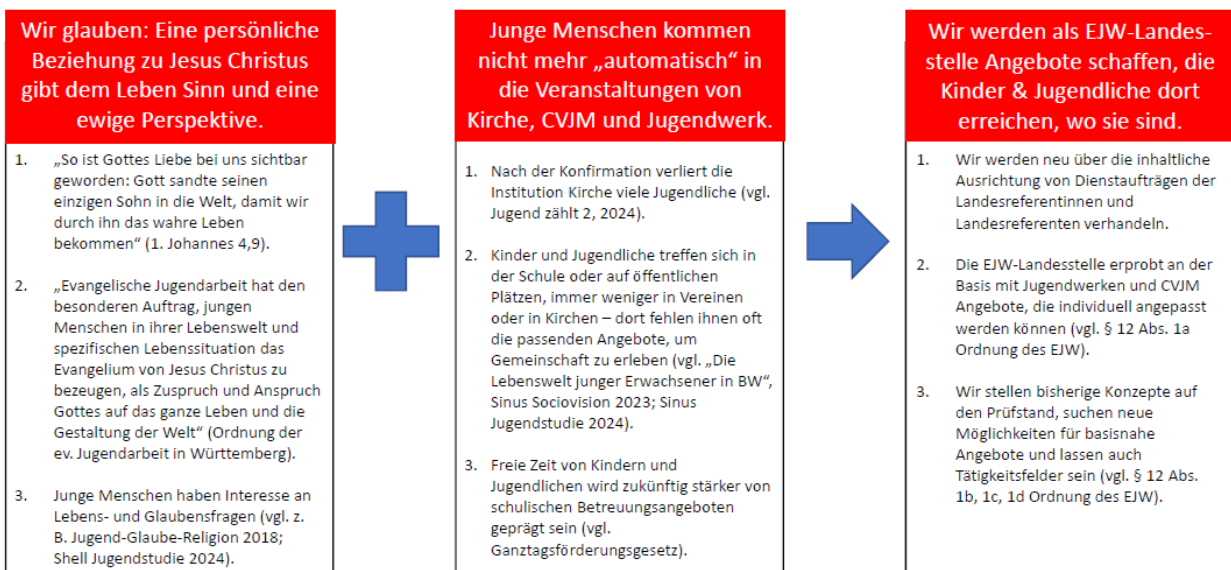 Wir glauben: Eine persönliche
Beziehung zu Jesus Christus
gibt dem Leben Sinn und eine
ewige Perspektive.
1. „So ist Gottes Liebe bei uns sichtbar
geworden: Gott sandte seinen
einzigen Sohn in die Welt, damit wir
durch ihn das wahre Leben
bekommen“ (1. Johannes 4,9).
2. „Evangelische Jugendarbeit hat den
besonderen Auftrag, jungen
Menschen in ihrer Lebenswelt und
spezifischen Lebenssituation das
Evangelium von Jesus Christus zu
bezeugen, als Zuspruch und Anspruch
Gottes auf das ganze Leben und die
Gestaltung der Welt“ (Ordnung der
ev. Jugendarbeit in Württemberg).
3. Junge Menschen haben Interesse an
Lebens- und Glaubensfragen (vgl. z.
B. Jugend-Glaube-Religion 2018;
Shell Jugendstudie 2024).
Junge Menschen kommen
nicht mehr „automatisch” in
die Veranstaltungen von
Kirche, CVJM und Jugendwerk.
1. Nach der Konfirmation verliert die
Institution Kirche viele Jugendliche (vgl.
Jugend zählt 2, 2024).
2. Kinder und Jugendliche treffen sich in
der Schule oder auf öffentlichen
Plätzen, immer weniger in Vereinen
oder in Kirchen – dort fehlen ihnen oft
die passenden Angebote, um
Gemeinschaft zu erleben (vgl. „Die
Lebenswelt junger Erwachsener in BW“,
Sinus Sociovision 2023; Sinus
Jugendstudie 2024).
3. Freie Zeit von Kindern und
Jugendlichen wird zukünftig stärker von
schulischen Betreuungsangeboten
geprägt sein (vgl.
Ganztagsförderungsgesetz).
Wir werden als EJW-Landes-
stelle Angebote schaffen, die
Kinder & Jugendliche dort
erreichen, wo sie sind.
1. Wir werden neu über die inhaltliche
Ausrichtung von Dienstaufträgen der
Landesreferentinnen und
Landesreferenten verhandeln.
2. Die EJW-Landesstelle erprobt an der
Basis mit Jugendwerken und CVJM
Angebote, die individuell angepasst
werden können (vgl. § 12 Abs. 1a
Ordnung des EJW).
3. Wir stellen bisherige Konzepte auf
den Prüfstand, suchen neue
Möglichkeiten für basisnahe
Angebote und lassen auch
Tätigkeitsfelder sein (vgl. § 12 Abs.
1b, 1c, 1d Ordnung des EJW).